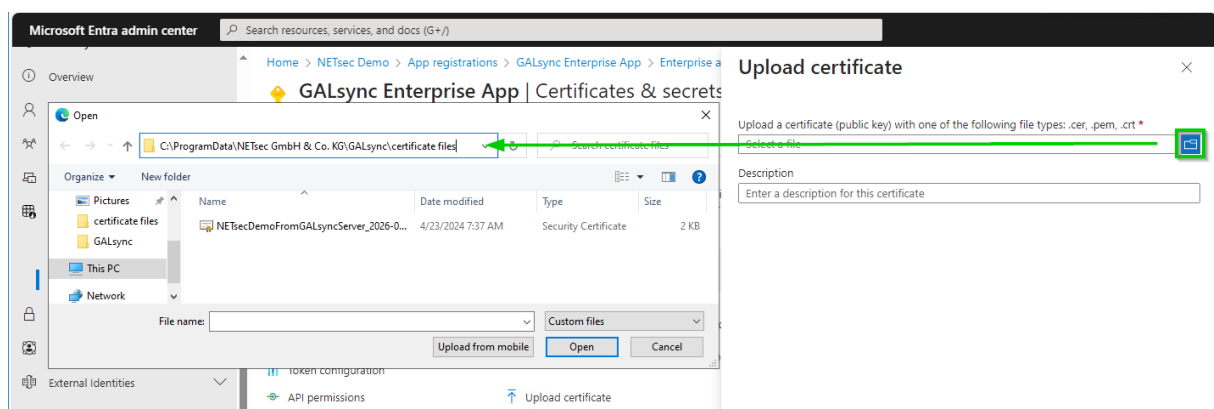 Microsoft Entra admin center
Search resources, services, and docs (G+/)
Overview
External Identities
Home > NETsec Demo > App registrations > GALsync Enterprise App > Enterprise a
GALsync Enterprise App | Certificates & secrets
Open
C:\ProgramData\NETsec GmbH & Co. KG\GALsync\certificate files
Search certificate files
Organize
New folder
Pictures
certificate files
GALsync
This PC
Network
Name
Date modified
Type
Size
NETsecDemoFromGALsyncServer_2026-0...
4/23/2024 7:37 AM
Security Certificate
2 KB
File name:
Custom files
Upload from mobile
Open
Cancel
Token configuration
API permissions
Upload certificate
Upload certificate
Upload a certificate (public key) with one of the following file types: .cer, .pem, .crt *
Select a file
Description
Enter a description for this certificate